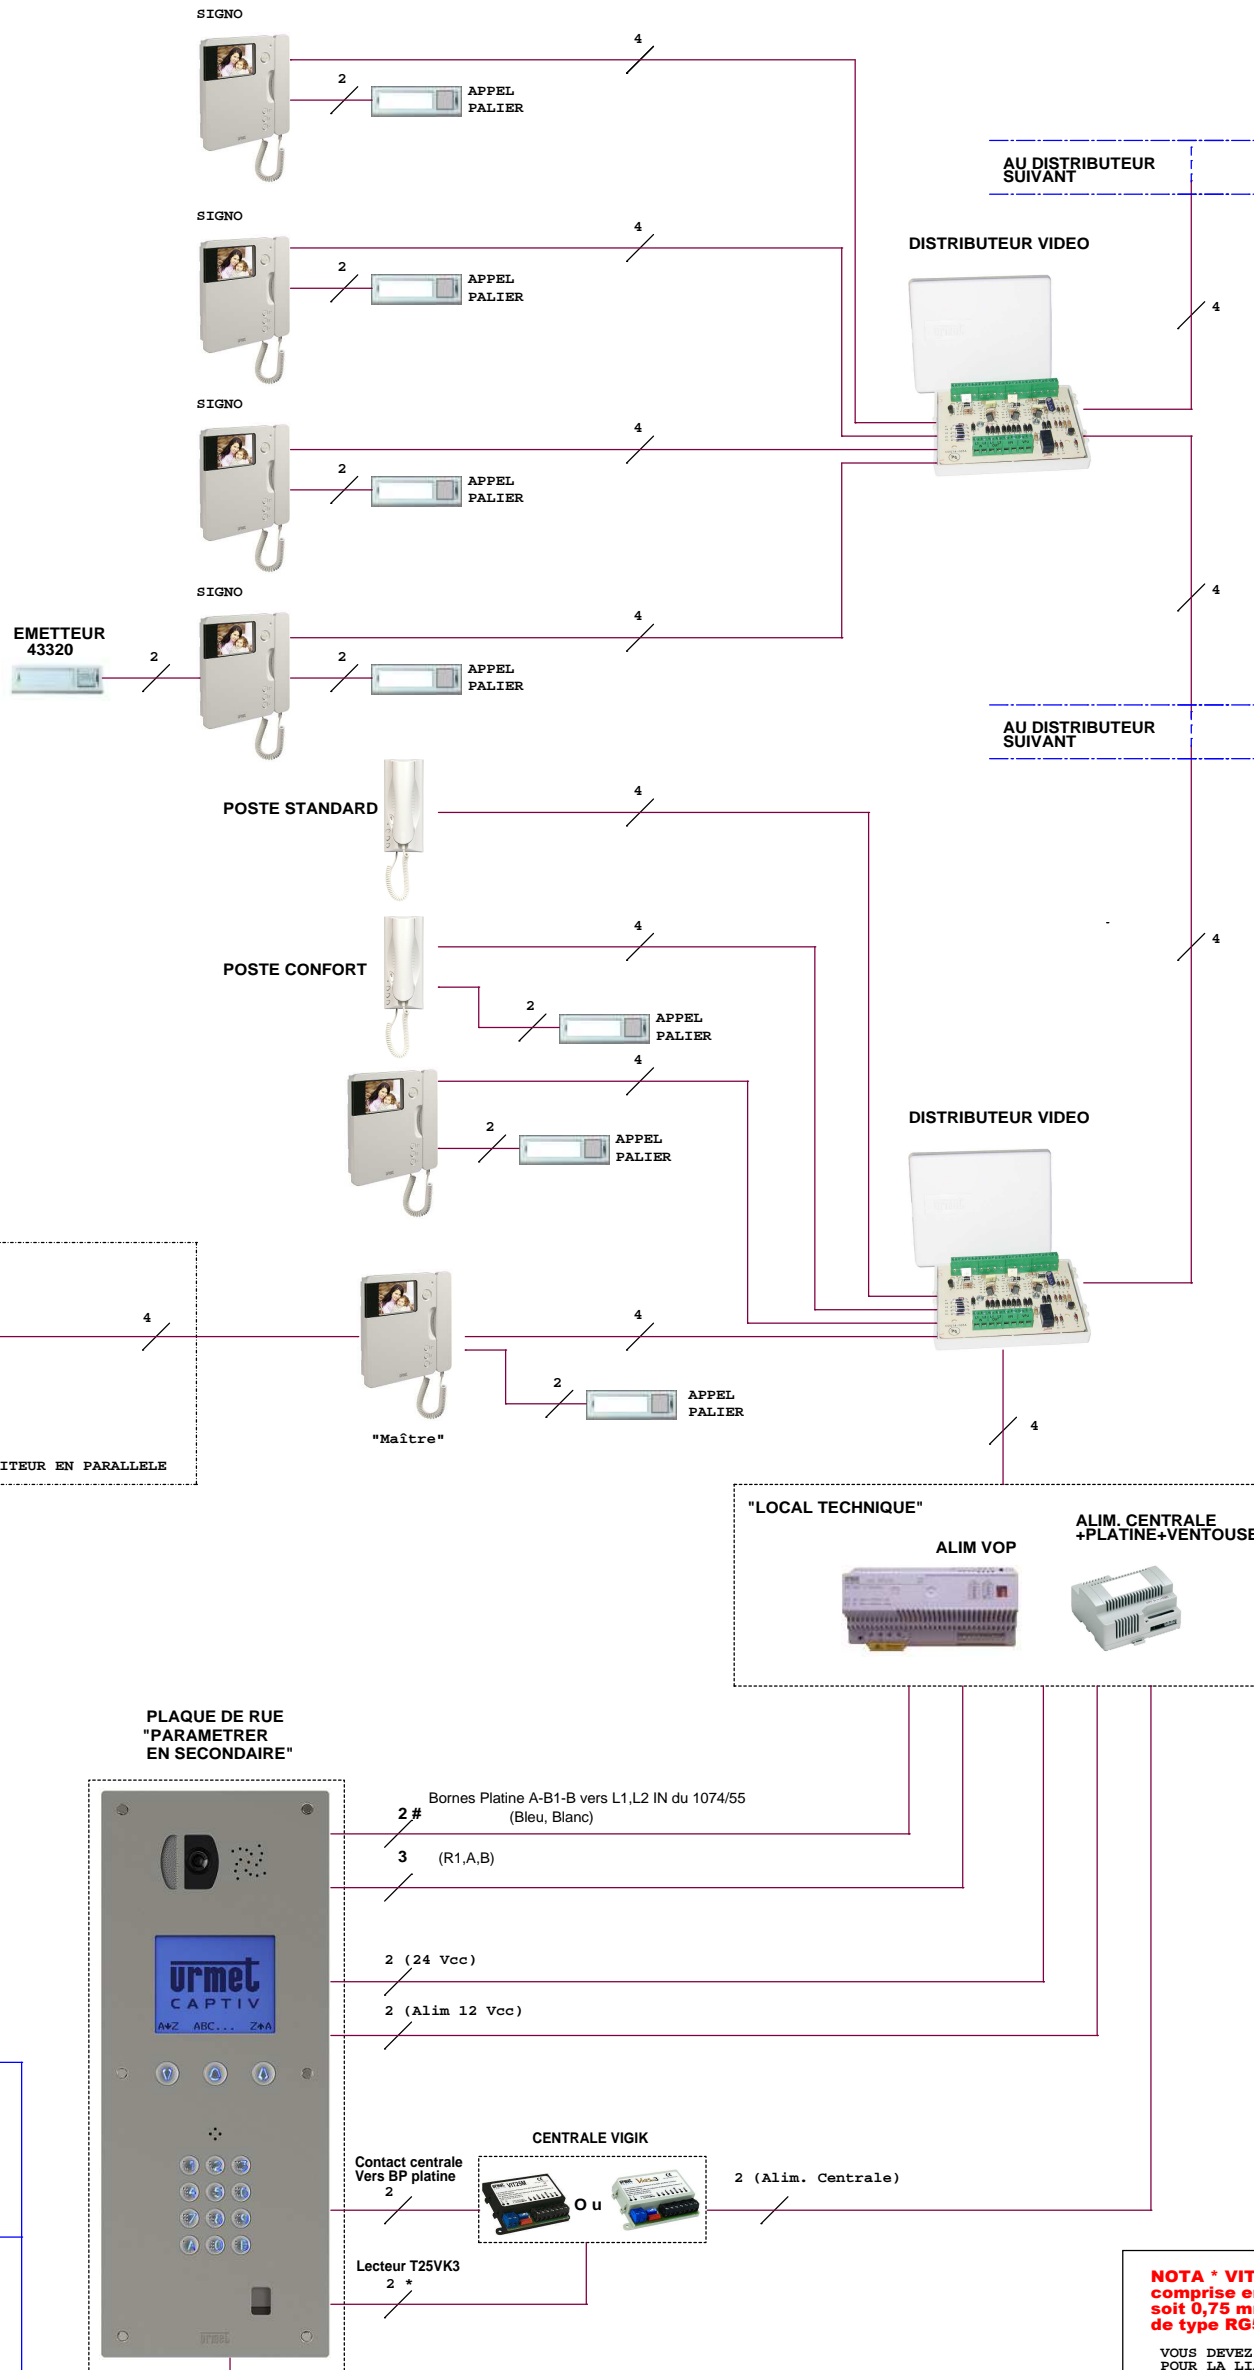 SIGNO
4
2
APPEL
PALIER
AU DISTRIBUTEUR
SUIVANT
SIGNO
4
2
APPEL
PALIER
DISTRIBUTEUR VIDEO
4
SIGNO
4
2
APPEL
PALIER
SIGNO
4
4
EMETTEUR
43320
2
2
APPEL
PALIER
AU DISTRIBUTEUR
SUIVANT
POSTE STANDARD
4
POSTE CONFORT
4
4
2
APPEL
PALIER
4
2
APPEL
PALIER
DISTRIBUTEUR VIDEO
4
4
2
APPEL
PALIER
"Maître"
4
ITEUR EN PARALLELE
"LOCAL TECHNIQUE"
ALIM VOP
ALIM. CENTRALE
+PLATINE+VENTOUSE
PLAQUE DE RUE
"PARAMETRER
EN SECONDAIRE"
Bornes Platine A-B1-B vers L1,L2 IN du 1074/55
2 #
(Bleu, Blanc)
3 (R1,A,B)
2 (24 Vcc)
2 (Alim 12 Vcc)
urmet
CAPTIV
A↓Z ABC... Z↑A
CENTRALE VIGIK
Contact centrale
Vers BP platine
2
VIT25M
Ou
2 (Alim. Centrale)
Lecteur T25VK3
2 *
urmet
NOTA * VIT
comprise e
soit 0,75 m
de type RG5
VOUS DEVEZ
POUR LA LI